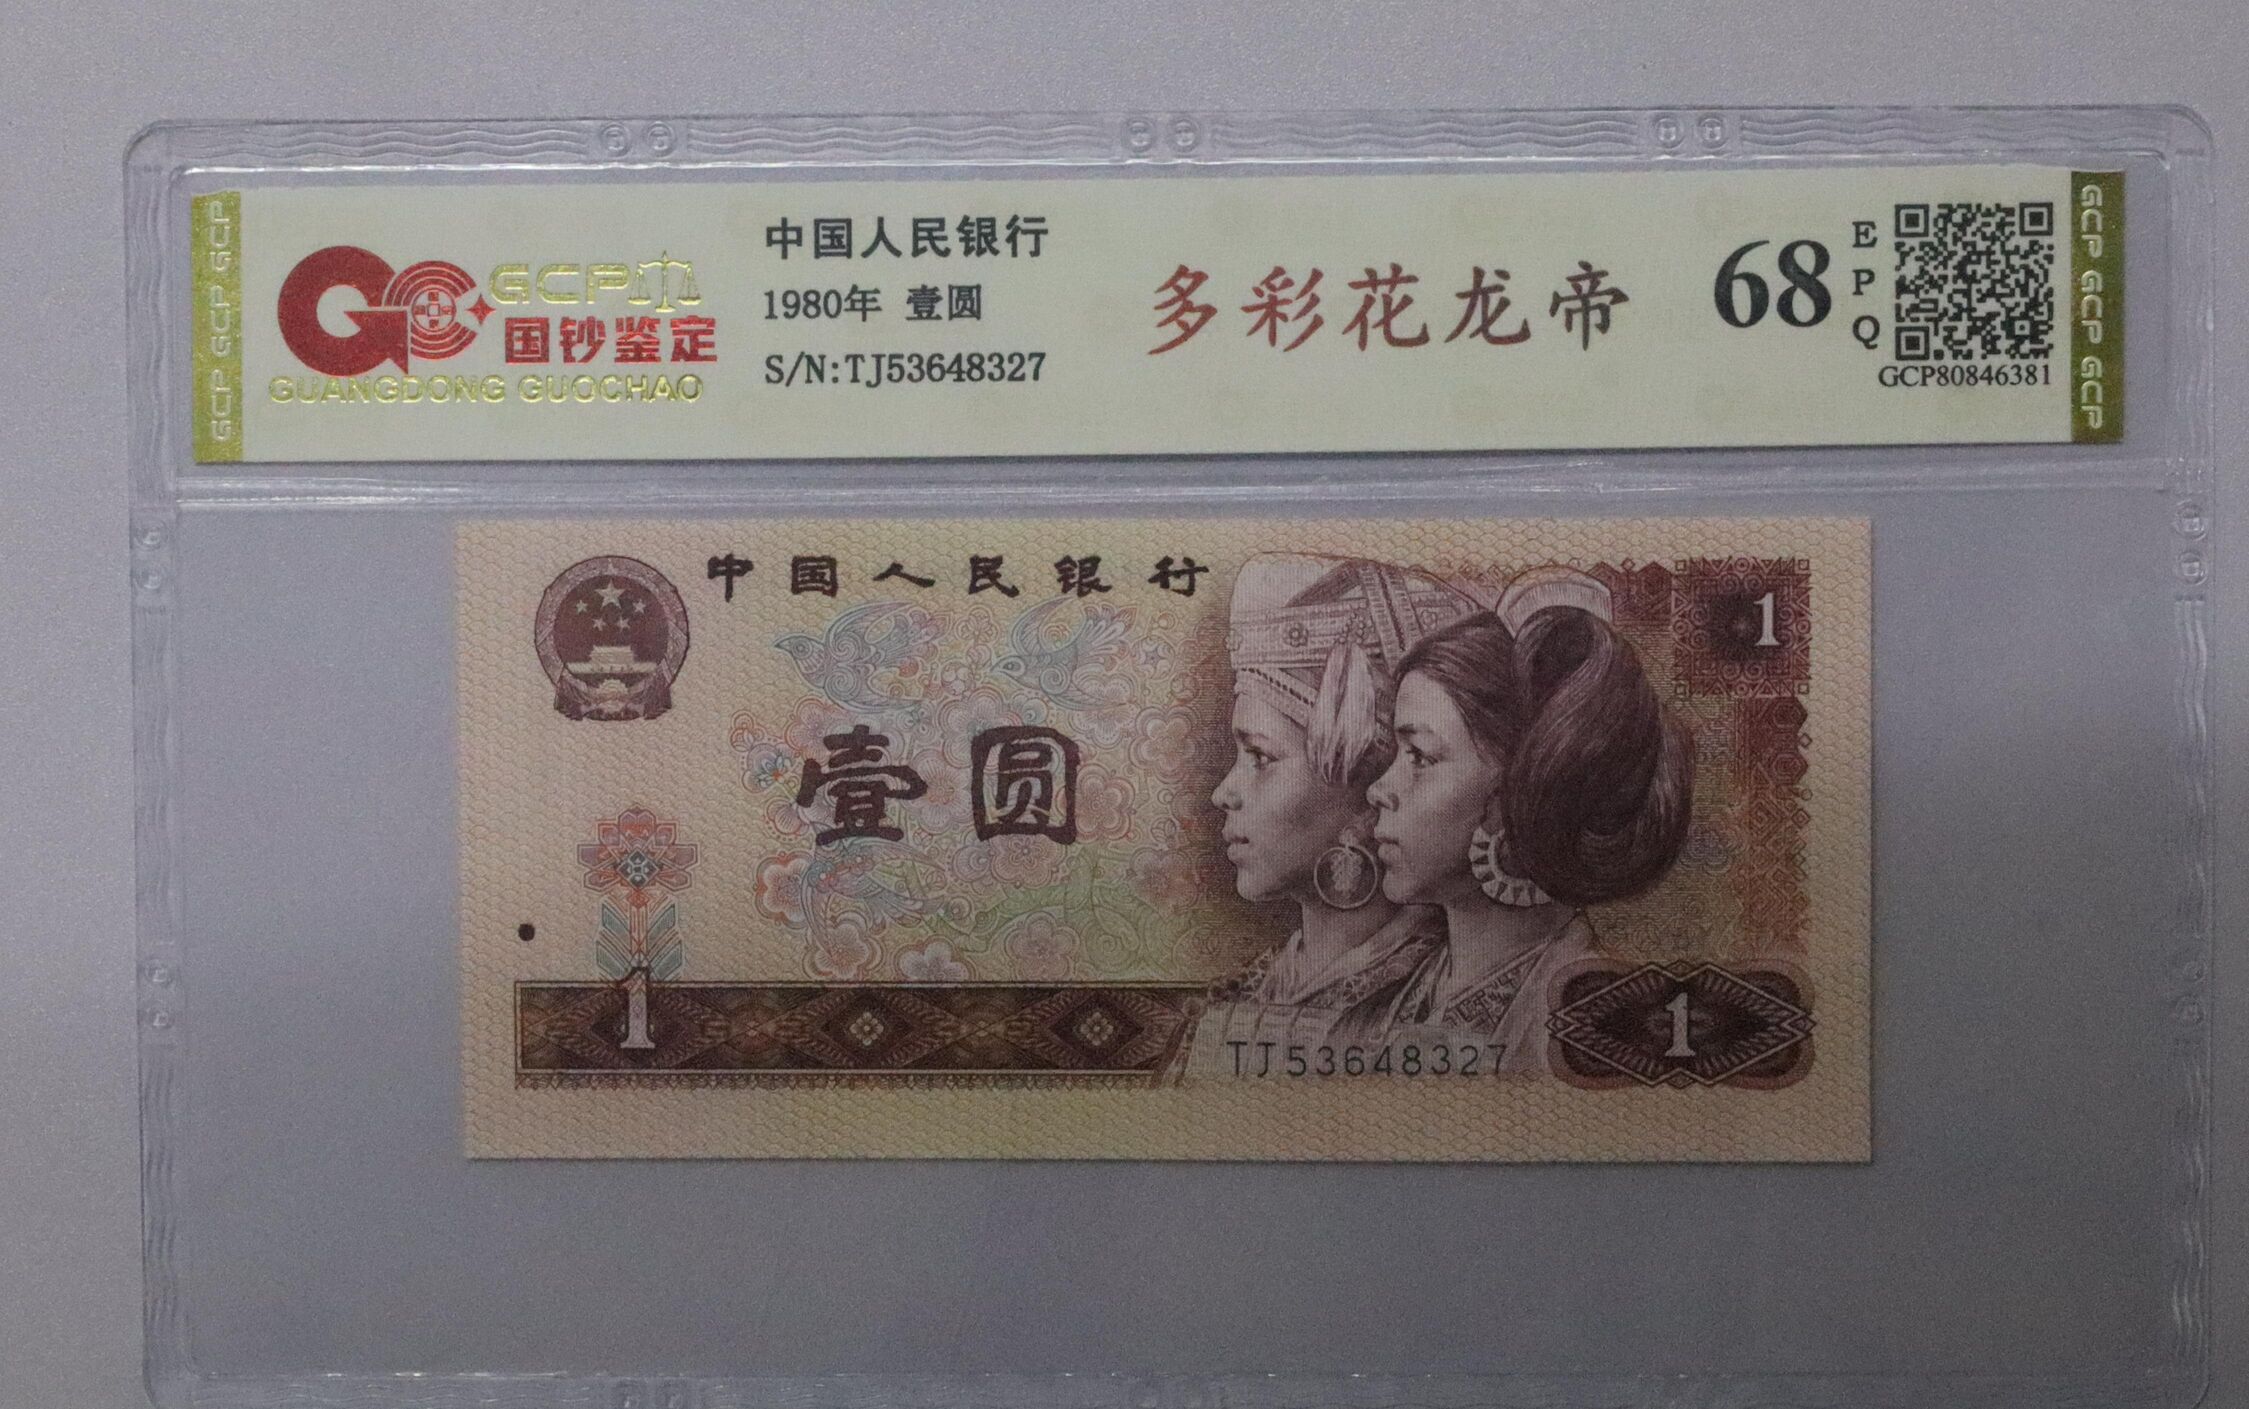 GCP GCP GCP
GCP
国钞鉴定
GUANGDONG GUOCHAO
中国人民银行
1980年 壹圆
S/N:TJ53648327
多彩花龙帝
68
EPQ
GCP80846381
GCP GCP GCP
中国人民银行
1
壹圆
1
TJ53648327
1